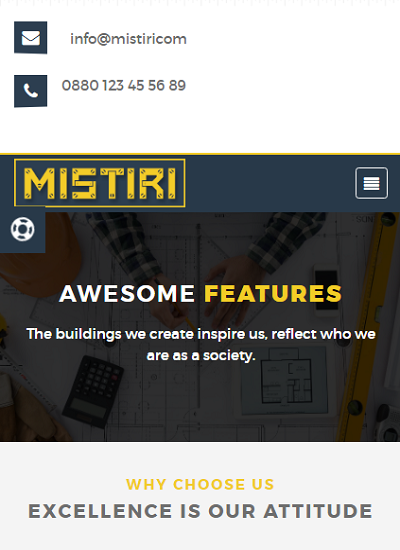 info@mistiricom
0880 123 45 56 89
MISTIRI
AWESOME FEATURES
The buildings we create inspire us, reflect who we
are as a society.
WHY CHOOSE US
EXCELLENCE IS OUR ATTITUDE